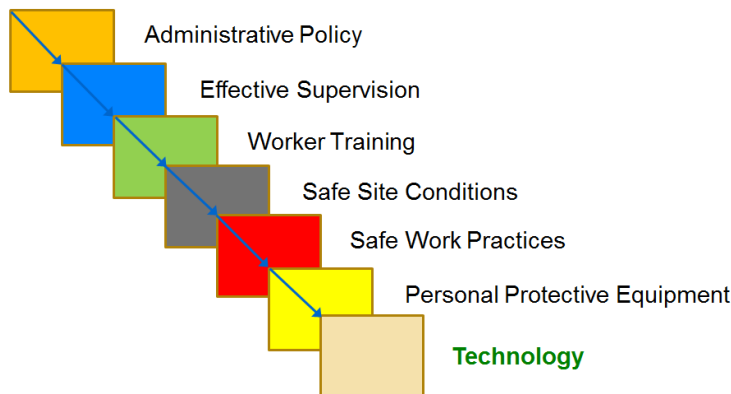 Administrative Policy
Effective Supervision
Worker Training
Safe Site Conditions
Safe Work Practices
Personal Protective Equipment
Technology